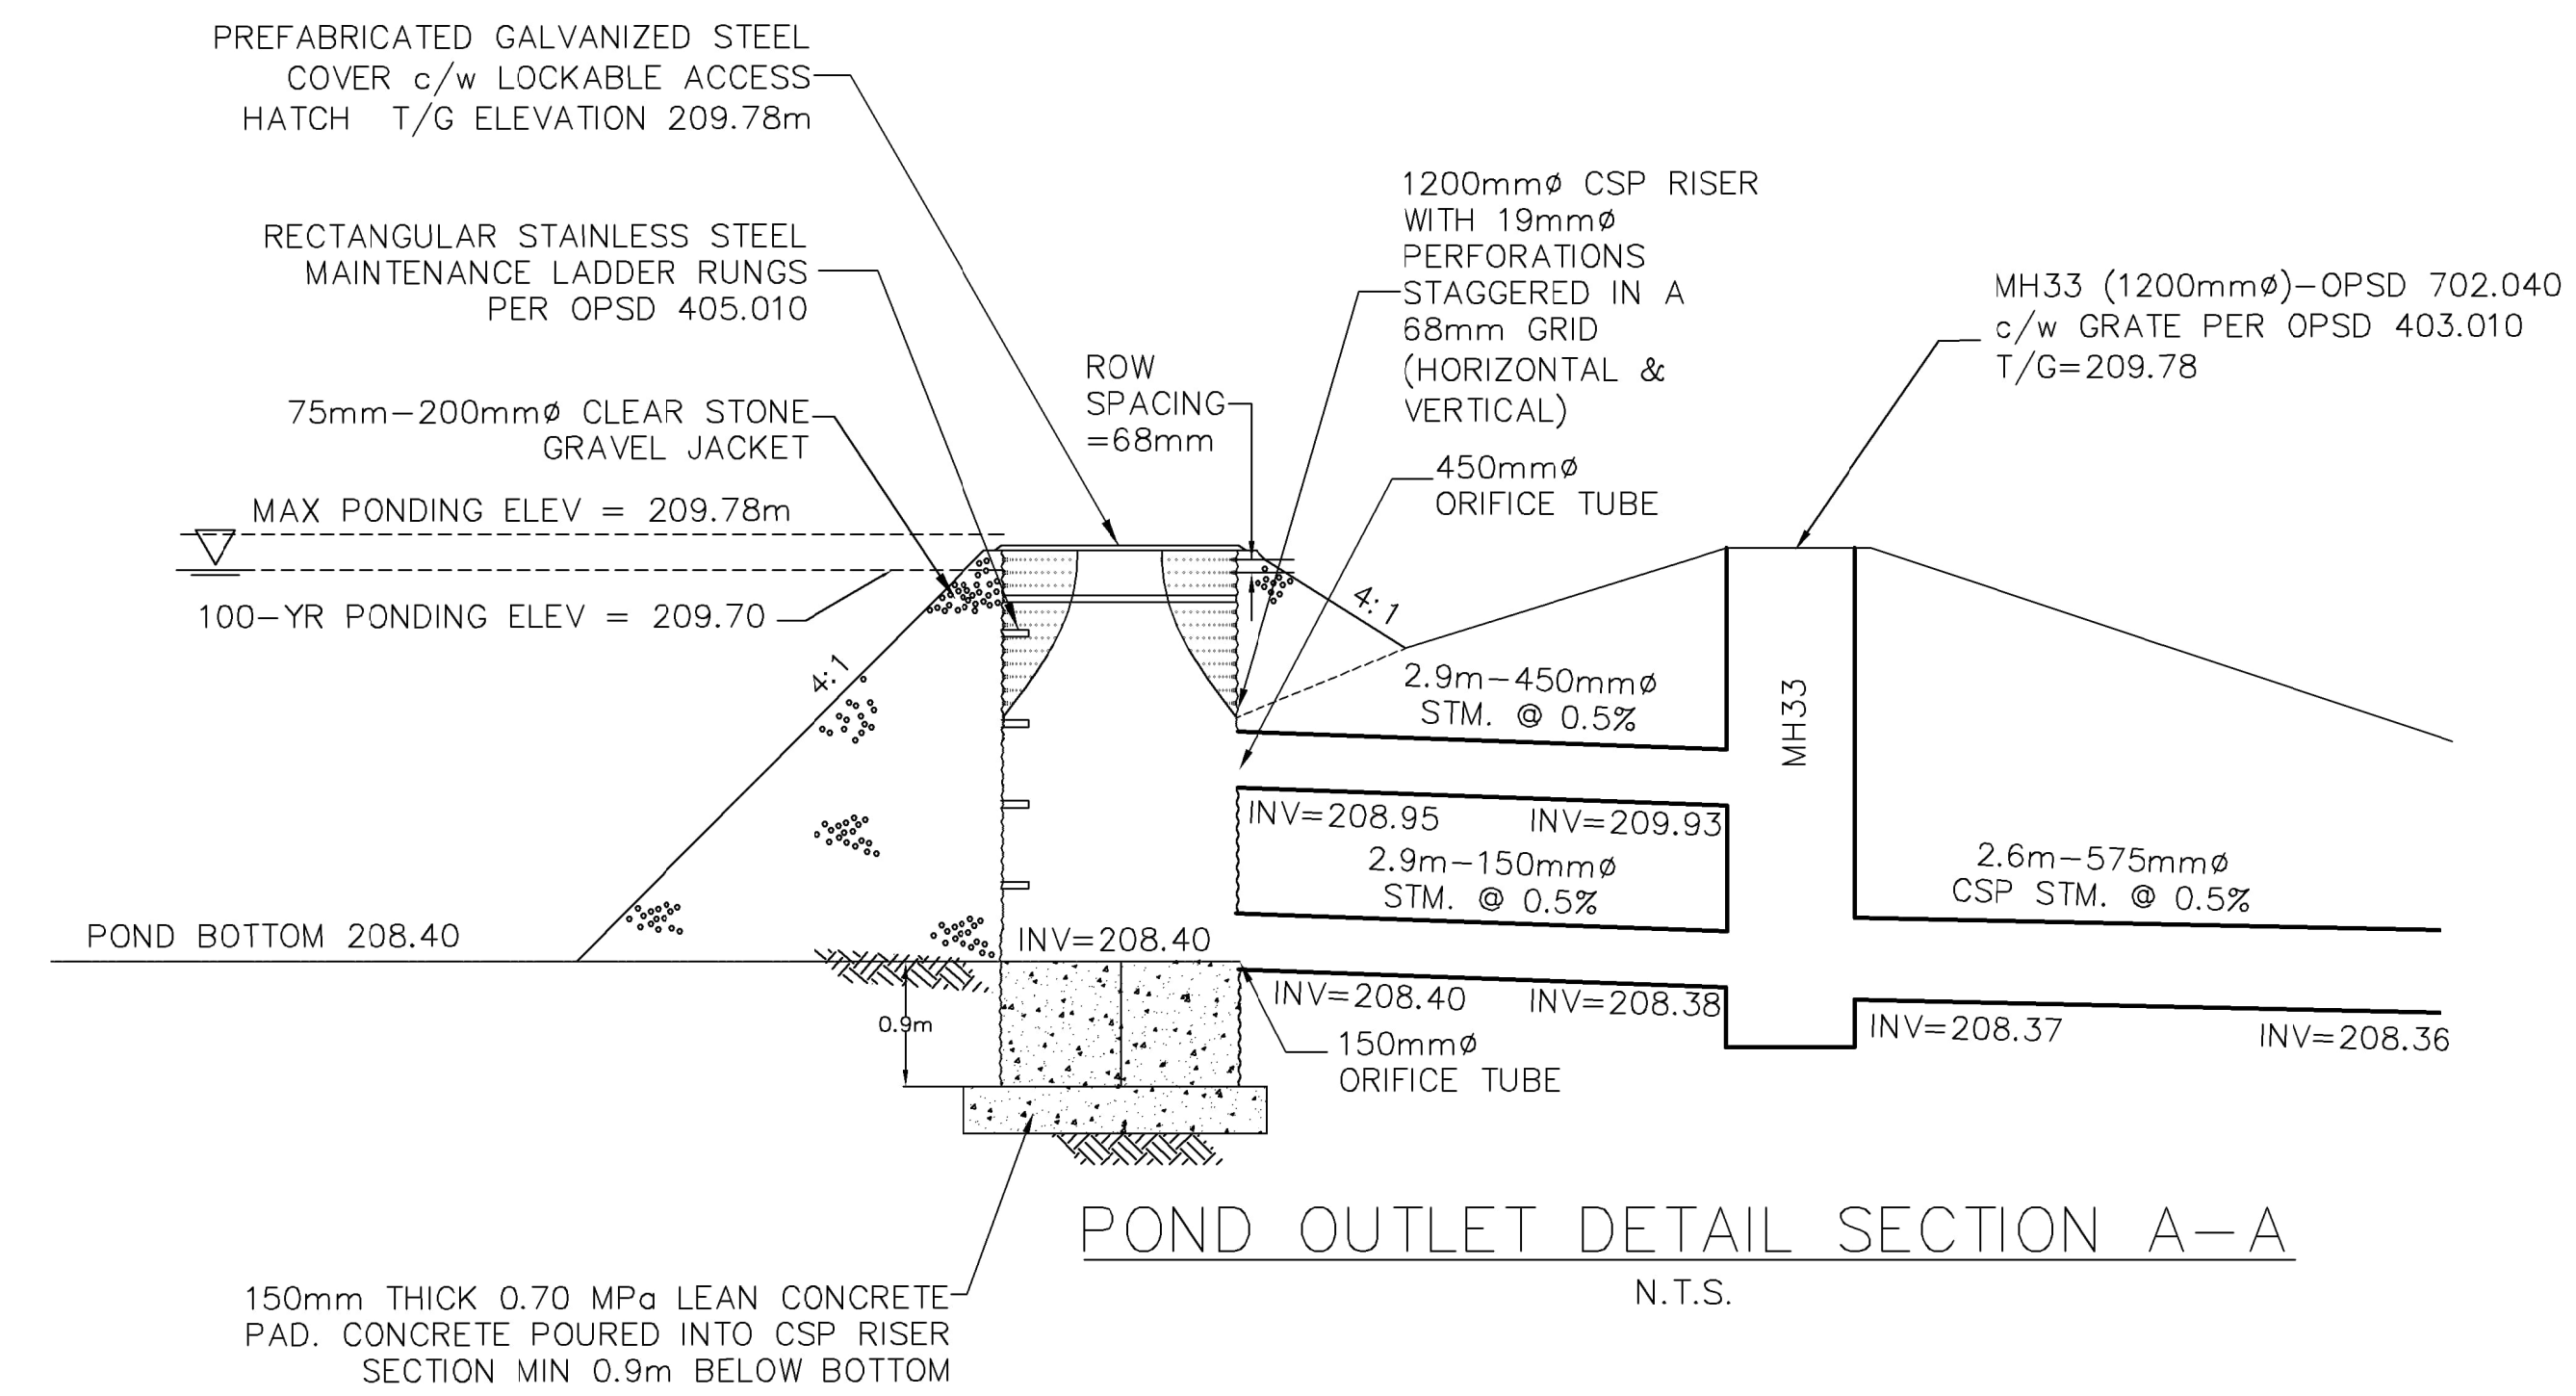 PREFABRICATED GALVANIZED STEEL
COVER c/w LOCKABLE ACCESS
HATCH T/G ELEVATION 209.78m
RECTANGULAR STAINLESS STEEL
MAINTENANCE LADDER RUNGS
PER OPSD 405.010
75mm-200mmø CLEAR STONE
GRAVEL JACKET
MAX PONDING ELEV = 209.78m
100-YR PONDING ELEV = 209.70
ROW
SPACING
=68mm
1200mmø CSP RISER
WITH 19mmø
PERFORATIONS
STAGGERED IN A
68mm GRID
(HORIZONTAL &
VERTICAL)
450mmø
ORIFICE TUBE
MH33 (1200mmø)-OPSD 702.040
c/w GRATE PER OPSD 403.010
T/G=209.78
4:1
4:1
2.9m-450mmø
STM. @ 0.5%
MH33
INV=208.95
INV=209.93
2.9m-150mmø
STM. @ 0.5%
2.6m-575mmø
CSP STM. @ 0.5%
POND BOTTOM 208.40
INV=208.40
INV=208.40
INV=208.38
INV=208.37
INV=208.36
0.9m
150mmø
ORIFICE TUBE
POND OUTLET DETAIL SECTION A-A
N.T.S.
150mm THICK 0.70 MPa LEAN CONCRETE
PAD. CONCRETE POURED INTO CSP RISER
SECTION MIN 0.9m BELOW BOTTOM